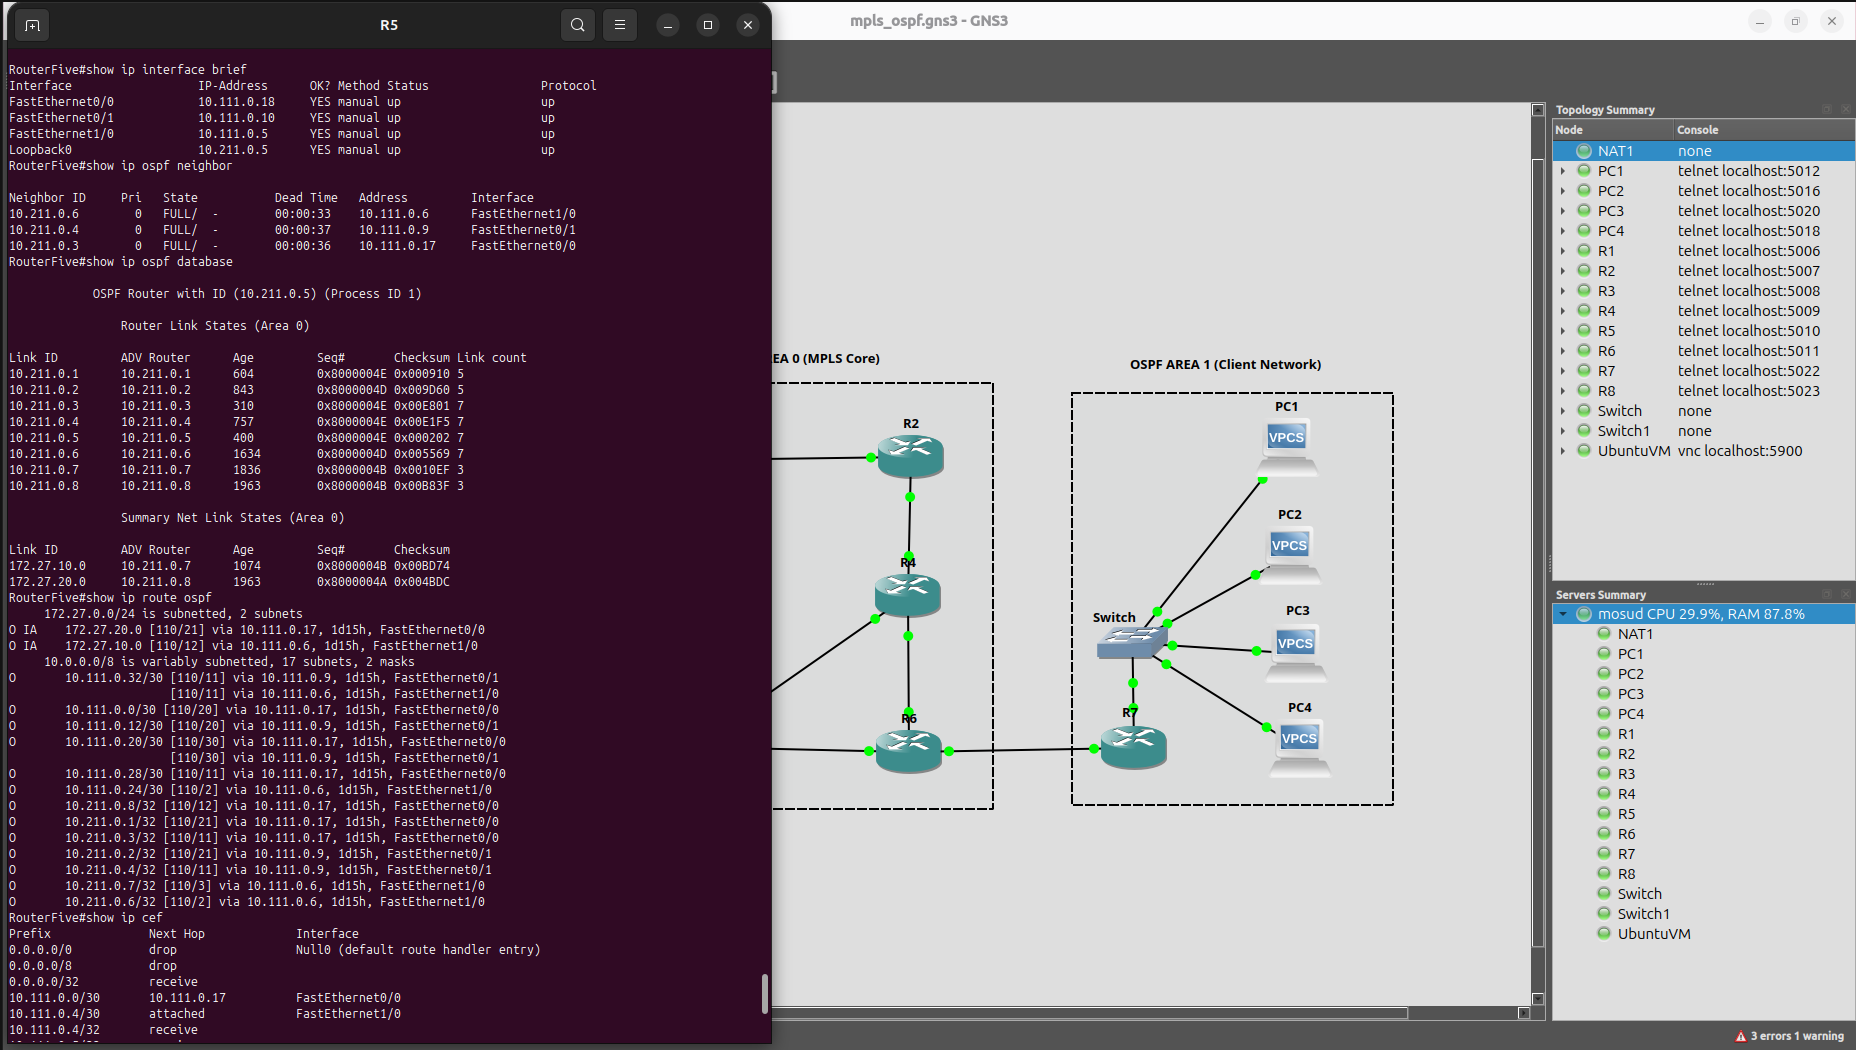 R5
mpls_ospf.gns3 - GNS3
RouterFive#show ip interface brief
Interface IP-Address OK? Method Status Protocol
FastEthernet0/0 10.111.0.18 YES manual up up
FastEthernet0/1 10.111.0.10 YES manual up up
FastEthernet1/0 10.111.0.5 YES manual up up
Loopback0 10.211.0.5 YES manual up up
RouterFive#show ip ospf neighbor
Neighbor ID Pri State Dead Time Address Interface
10.211.0.6 0 FULL/ - 00:00:33 10.111.0.6 FastEthernet1/0
10.211.0.4 0 FULL/ - 00:00:37 10.111.0.9 FastEthernet0/1
10.211.0.3 0 FULL/ - 00:00:36 10.111.0.17 FastEthernet0/0
RouterFive#show ip ospf database
OSPF Router with ID (10.211.0.5) (Process ID 1)
Router Link States (Area 0)
Link ID ADV Router Age Seq# Checksum Link count
10.211.0.1 10.211.0.1 604 0x8000004E 0x000910 5
10.211.0.2 10.211.0.2 843 0x8000004D 0x009D60 5
10.211.0.3 10.211.0.3 310 0x8000004E 0x00E801 7
10.211.0.4 10.211.0.4 757 0x8000004E 0x00E1F5 7
10.211.0.5 10.211.0.5 400 0x8000004E 0x000202 7
10.211.0.6 10.211.0.6 1634 0x8000004D 0x005569 7
10.211.0.7 10.211.0.7 1836 0x8000004B 0x0010EF 3
10.211.0.8 10.211.0.8 1963 0x8000004B 0x00B83F 3
Summary Net Link States (Area 0)
Link ID ADV Router Age Seq# Checksum
172.27.10.0 10.211.0.7 1074 0x8000004B 0x00BD74
172.27.20.0 10.211.0.8 1963 0x8000004A 0x004BDC
RouterFive#show ip route ospf
172.27.0.0/24 is subnetted, 2 subnets
O IA 172.27.20.0 [110/21] via 10.111.0.17, 1d15h, FastEthernet0/0
O IA 172.27.10.0 [110/12] via 10.111.0.6, 1d15h, FastEthernet1/0
10.0.0.0/8 is variably subnetted, 17 subnets, 2 masks
O 10.111.0.32/30 [110/11] via 10.111.0.9, 1d15h, FastEthernet0/1
[110/11] via 10.111.0.6, 1d15h, FastEthernet1/0
O 10.111.0.0/30 [110/20] via 10.111.0.17, 1d15h, FastEthernet0/0
O 10.111.0.12/30 [110/20] via 10.111.0.9, 1d15h, FastEthernet0/1
O 10.111.0.20/30 [110/30] via 10.111.0.17, 1d15h, FastEthernet0/0
[110/30] via 10.111.0.9, 1d15h, FastEthernet0/1
O 10.111.0.28/30 [110/11] via 10.111.0.17, 1d15h, FastEthernet0/0
O 10.111.0.24/30 [110/2] via 10.111.0.6, 1d15h, FastEthernet1/0
O 10.211.0.8/32 [110/12] via 10.111.0.17, 1d15h, FastEthernet0/0
O 10.211.0.1/32 [110/21] via 10.111.0.17, 1d15h, FastEthernet0/0
O 10.211.0.3/32 [110/11] via 10.111.0.17, 1d15h, FastEthernet0/0
O 10.211.0.2/32 [110/21] via 10.111.0.9, 1d15h, FastEthernet0/1
O 10.211.0.4/32 [110/11] via 10.111.0.9, 1d15h, FastEthernet0/1
O 10.211.0.7/32 [110/3] via 10.111.0.6, 1d15h, FastEthernet1/0
O 10.211.0.6/32 [110/2] via 10.111.0.6, 1d15h, FastEthernet1/0
RouterFive#show ip cef
Prefix Next Hop Interface
0.0.0.0/0 drop Null0 (default route handler entry)
0.0.0.0/8 drop
0.0.0.0/32 receive
10.111.0.0/30 10.111.0.17 FastEthernet0/0
10.111.0.4/30 attached FastEthernet1/0
10.111.0.4/32 receive
EA 0 (MPLS Core)
R2
R4
R6
OSPF AREA 1 (Client Network)
PC1
VPCS
PC2
VPCS
PC3
VPCS
Switch
PC4
VPCS
R7
Topology Summary
Node Console
NAT1 none
PC1 telnet localhost:5012
PC2 telnet localhost:5016
PC3 telnet localhost:5020
PC4 telnet localhost:5018
R1 telnet localhost:5006
R2 telnet localhost:5007
R3 telnet localhost:5008
R4 telnet localhost:5009
R5 telnet localhost:5010
R6 telnet localhost:5011
R7 telnet localhost:5022
R8 telnet localhost:5023
Switch none
Switch1 none
UbuntuVM vnc localhost:5900
Servers Summary
mosud CPU 29.9%, RAM 87.8%
NAT1
PC1
PC2
PC3
PC4
R1
R2
R3
R4
R5
R6
R7
R8
Switch
Switch1
UbuntuVM
3 errors 1 warning